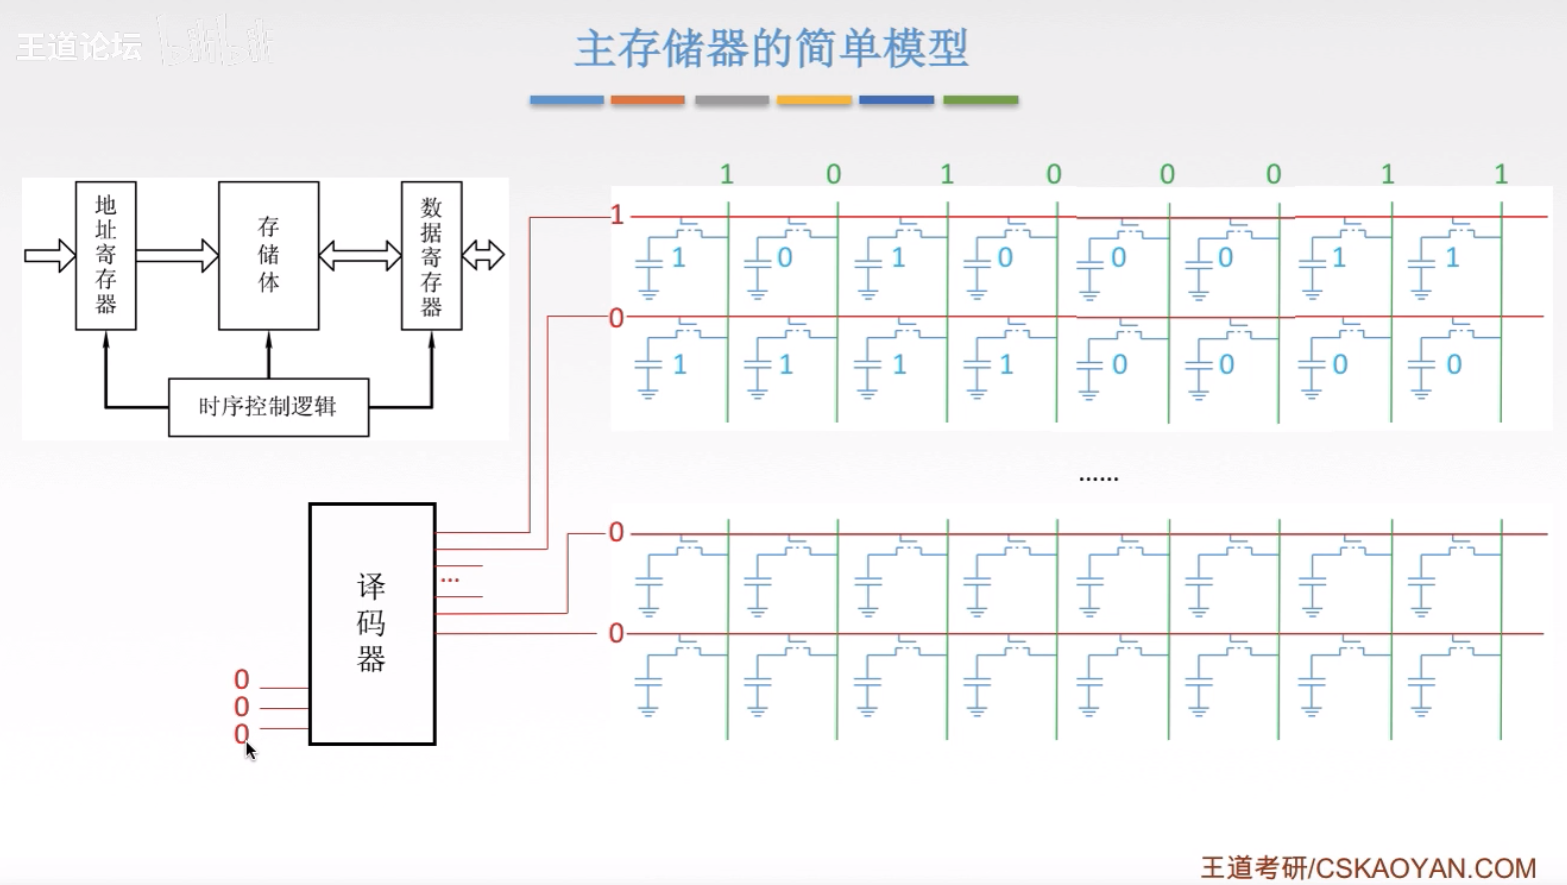 王道论坛 bilibili
主存储器的简单模型
地址寄存器
存储体
数据寄存器
时序控制逻辑
1 0 1 0 0 0 1 1
1
1 0 1 0 0 0 1 1
0
1 1 1 1 0 0 0 0
......
0
0
译码器
...
0
0
0
王道考研/CSKAOYAN.COM